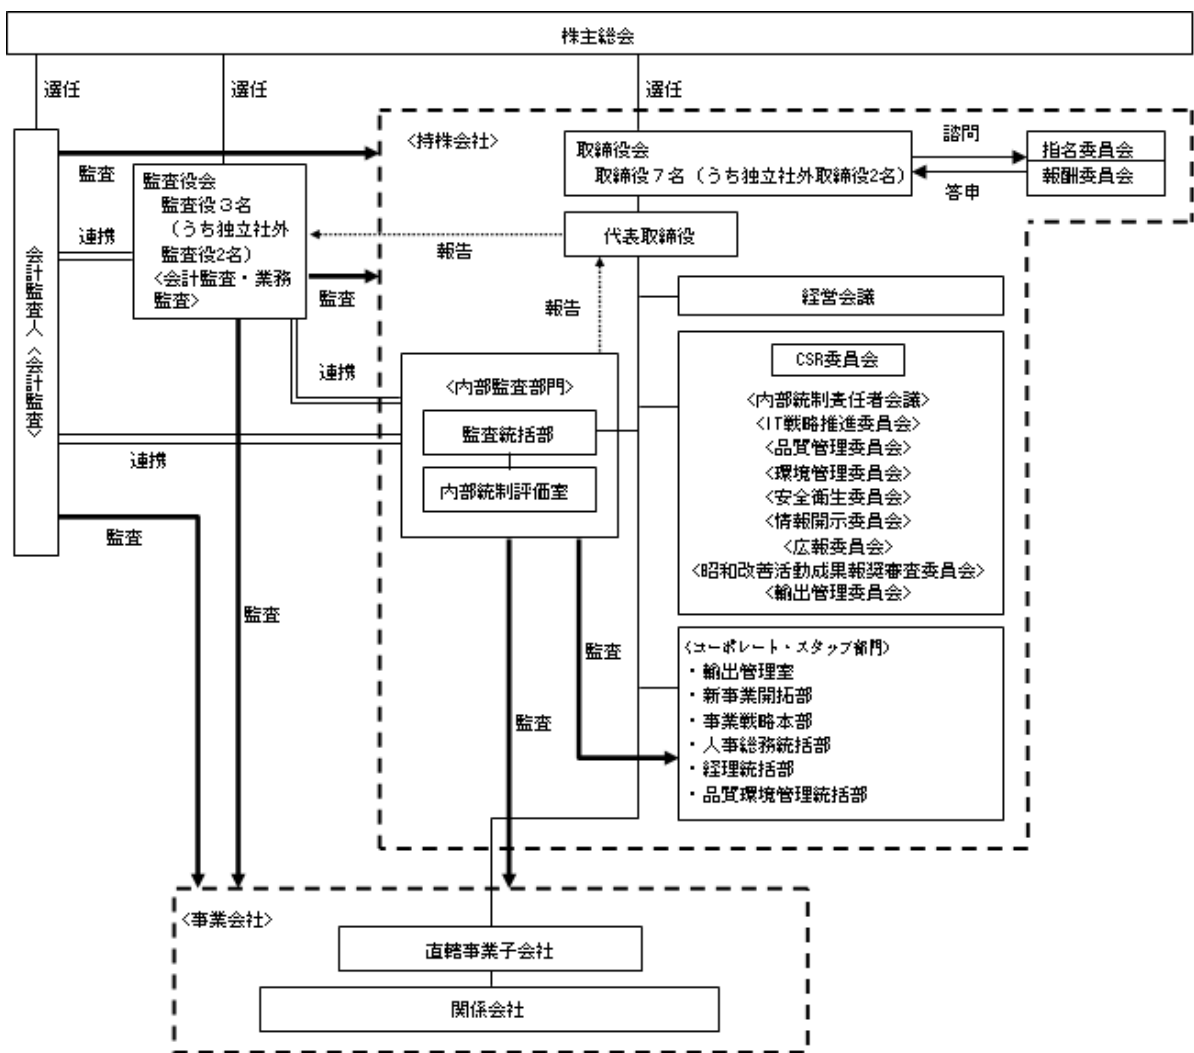 株主総会
選任
選任
選任
<持株会社>
諮問
取締役会
取締役7名(うち独立社外取締役2名)
指名委員会
報酬委員会
答申
監査
監査役会
監査役3名
(うち独立社外
監査役2名)
<会計監査・業務
監査>
連携
会計監査人<会計監査>
代表取締役
報告
監査
報告
経営会議
連携
CSR委員会
<内部統制責任者会議>
<IT戦略推進委員会>
<品質管理委員会>
<環境管理委員会>
<安全衛生委員会>
<情報開示委員会>
<広報委員会>
<昭和改善活動成果報奨審査委員会>
<輸出管理委員会>
<内部監査部門>
監査統括部
内部統制評価室
連携
監査
監査
監査
監査
<コーポレート・スタッフ部門>
・輸出管理室
・新事業開拓部
・事業戦略本部
・人事総務統括部
・経理統括部
・品質環境管理統括部
<事業会社>
直轄事業子会社
関係会社